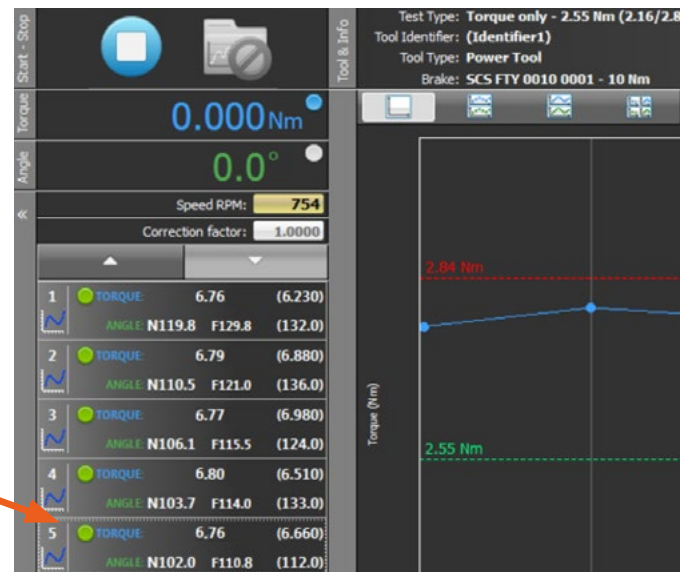 Start - Stop
Tool & Info
Test Type: Torque only - 2.55 Nm (2.16/2.8
Tool Identifier: (Identifier1)
Tool Type: Power Tool
Brake: SCS FTY 0010 0001 - 10 Nm
Torque
0.000 Nm
Angle
0.0°
«
Speed RPM: 754
Correction factor: 1.0000
1 TORQUE: 6.76 (6.230)
ANGLE: N119.8 F129.8 (132.0)
2 TORQUE: 6.79 (6.880)
ANGLE: N110.5 F121.0 (136.0)
3 TORQUE: 6.77 (6.980)
ANGLE: N106.1 F115.5 (124.0)
4 TORQUE: 6.80 (6.510)
ANGLE: N103.7 F114.0 (133.0)
5 TORQUE: 6.76 (6.660)
ANGLE: N102.0 F110.8 (112.0)
Torque (Nm)
2.84 Nm
2.55 Nm